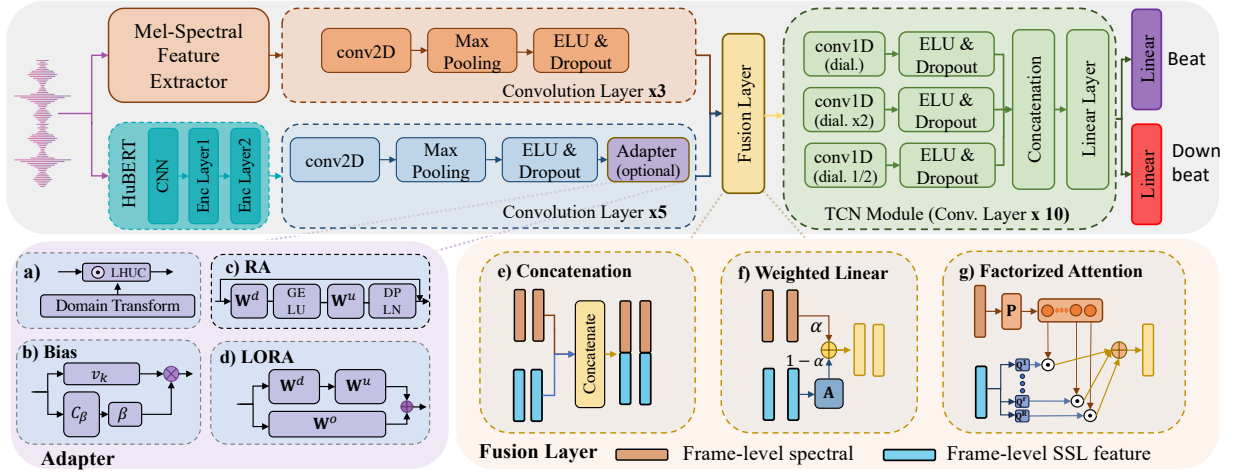 Mel-Spectral
Feature
Extractor
conv2D
Max
Pooling
ELU &
Dropout
Convolution Layer x3
HuBERT
CNN
Enc Layer1
Enc Layer2
conv2D
Max
Pooling
ELU &
Dropout
Adapter
(optional)
Convolution Layer x5
Fusion Layer
conv1D
(dial.)
ELU &
Dropout
conv1D
(dial. x2)
ELU &
Dropout
conv1D
(dial. 1/2)
ELU &
Dropout
Concatenation
Linear Layer
TCN Module (Conv. Layer x 10)
Linear
Beat
Linear
Down
beat
a)
LHUC
Domain Transform
b) Bias
v_k
C_β
β
c) RA
W^d
GE
LU
W^u
DP
LN
d) LORA
W^d
W^u
W^o
Adapter
e) Concatenation
Concatenate
f) Weighted Linear
α
1 − α
A
g) Factorized Attention
P
Q^1
Q^r
Q^R
Fusion Layer
Frame-level spectral
Frame-level SSL feature